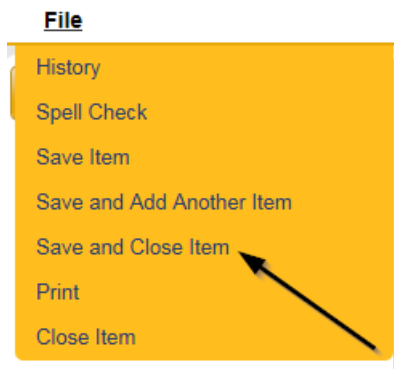 File
History
Spell Check
Save Item
Save and Add Another Item
Save and Close Item
Print
Close Item